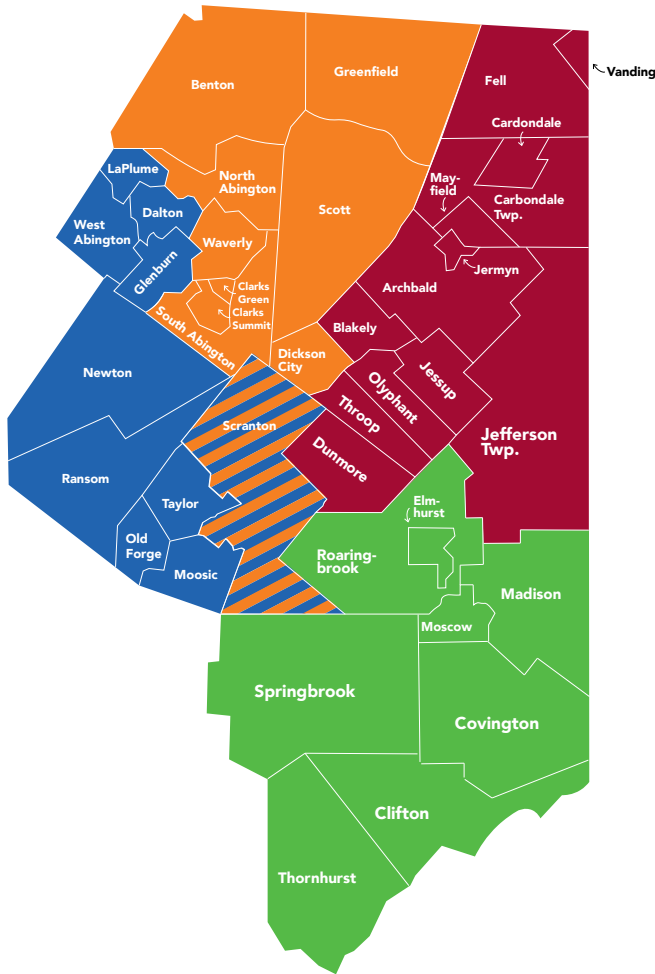 Benton
Greenfield
Fell
Vanding
Cardondale
LaPlume
North
Abington
May-
field
Carbondale
Twp.
Scott
Dalton
West
Abington
Waverly
Glenburn
Jermyn
Archbald
Clarks
Green
Clarks
Summit
South Abington
Blakely
Dickson
City
Newton
Jessup
Olyphant
Throop
Scranton
Jefferson
Twp.
Dunmore
Ransom
Taylor
Elm-
hurst
Old
Forge
Roaring-
brook
Moosic
Madison
Moscow
Springbrook
Covington
Clifton
Thornhurst